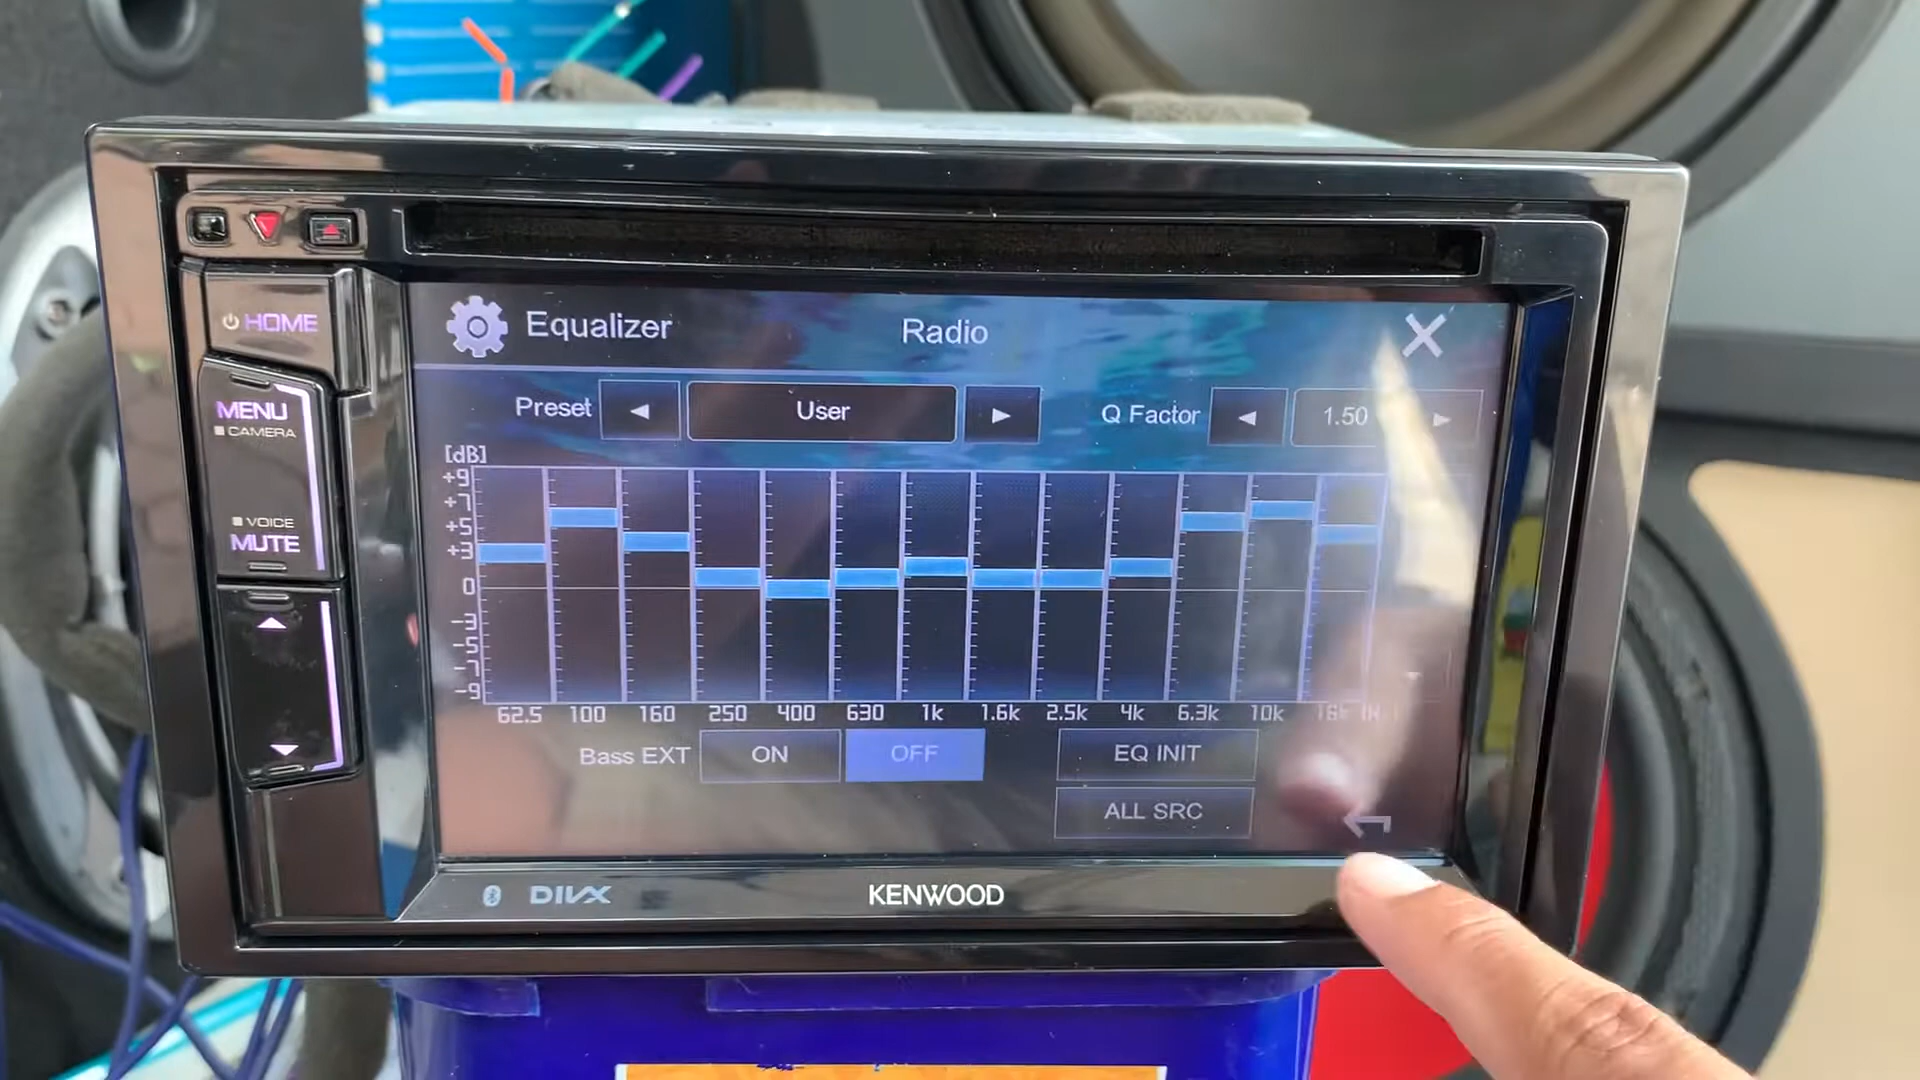 HOME
MENU
CAMERA
VOICE
MUTE
Equalizer
Radio
Preset
User
Q Factor
1.50
[dB]
+9
+7
+5
+3
0
-3
-5
-7
-9
62.5 100 160 250 400 630 1k 1.6k 2.5k 4k 6.3k 10k
Bass EXT
ON
OFF
EQ INIT
ALL SRC
DIVX
KENWOOD